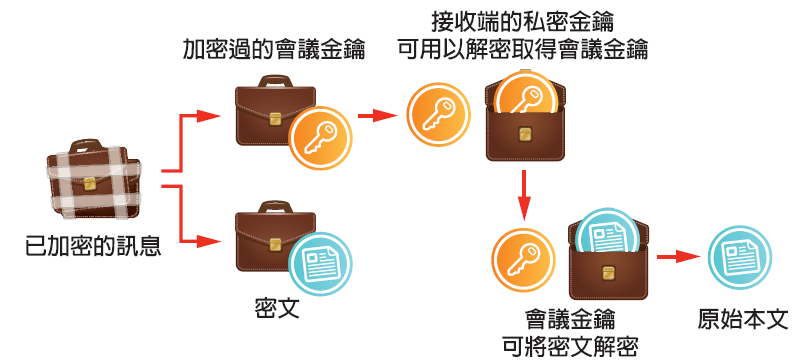 接收端的私密金鑰
加密過的會議金鑰
可用以解密取得會議金鑰
已加密的訊息
密文
會議金鑰
可將密文解密
原始本文